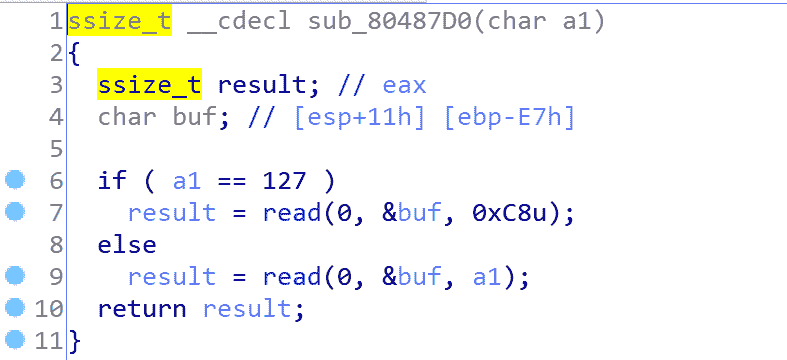 1 ssize_t __cdecl sub_80487D0(char a1)
2 {
3 ssize_t result; // eax
4 char buf; // [esp+11h] [ebp-E7h]
5
6 if ( a1 == 127 )
7 result = read(0, &buf, 0xC8u);
8 else
9 result = read(0, &buf, a1);
10 return result;
11 }